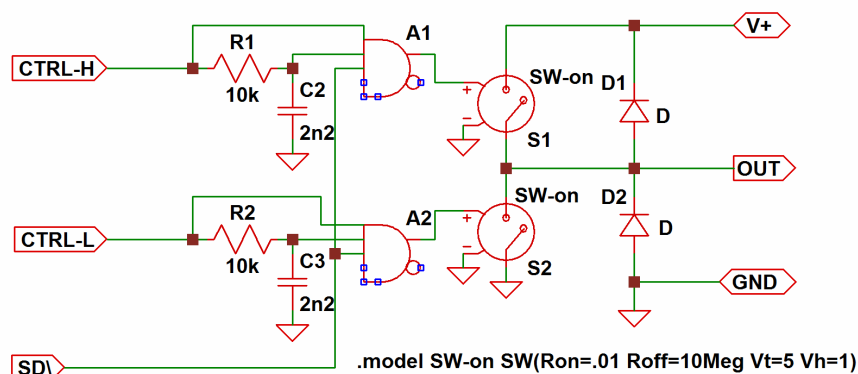 A1
V+
R1
CTRL-H
SW-on
D1
10k
C2
+
D
2n2
−
S1
OUT
SW-on
D2
R2
A2
CTRL-L
+
D
10k
C3
−
S2
2n2
GND
SD\
.model SW-on SW(Ron=.01 Roff=10Meg Vt=5 Vh=1)